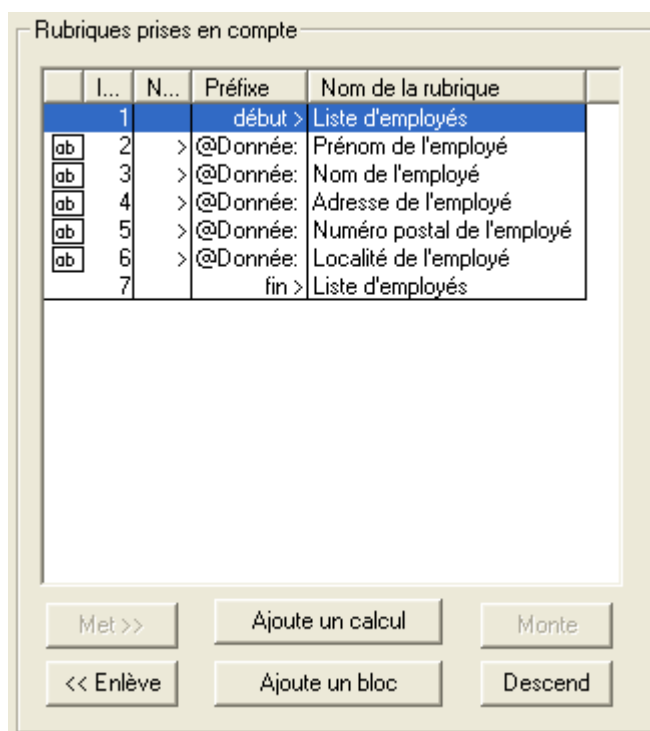 Rubriques prises en compte
I... N... Préfixe Nom de la rubrique
1 début > Liste d'employés
ab 2 > @Donnée: Prénom de l'employé
ab 3 > @Donnée: Nom de l'employé
ab 4 > @Donnée: Adresse de l'employé
ab 5 > @Donnée: Numéro postal de l'employé
ab 6 > @Donnée: Localité de l'employé
7 fin > Liste d'employés
Met >> Ajoute un calcul Monte
<< Enlève Ajoute un bloc Descend